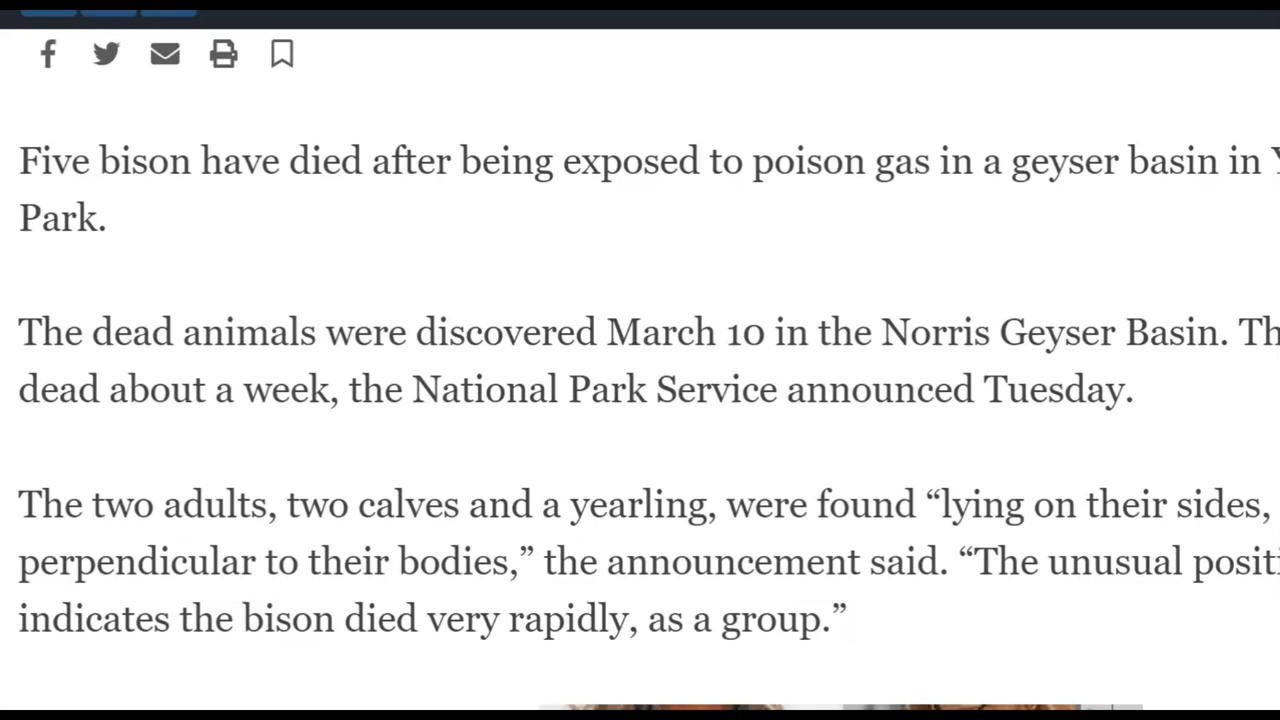 Five bison have died after being exposed to poison gas in a geyser basin in
Park.
The dead animals were discovered March 10 in the Norris Geyser Basin.
dead about a week, the National Park Service announced Tuesday.
The two adults, two calves and a yearling, were found “lying on their sides,
perpendicular to their bodies,” the announcement said. “The unusual
indicates the bison died very rapidly, as a group.”